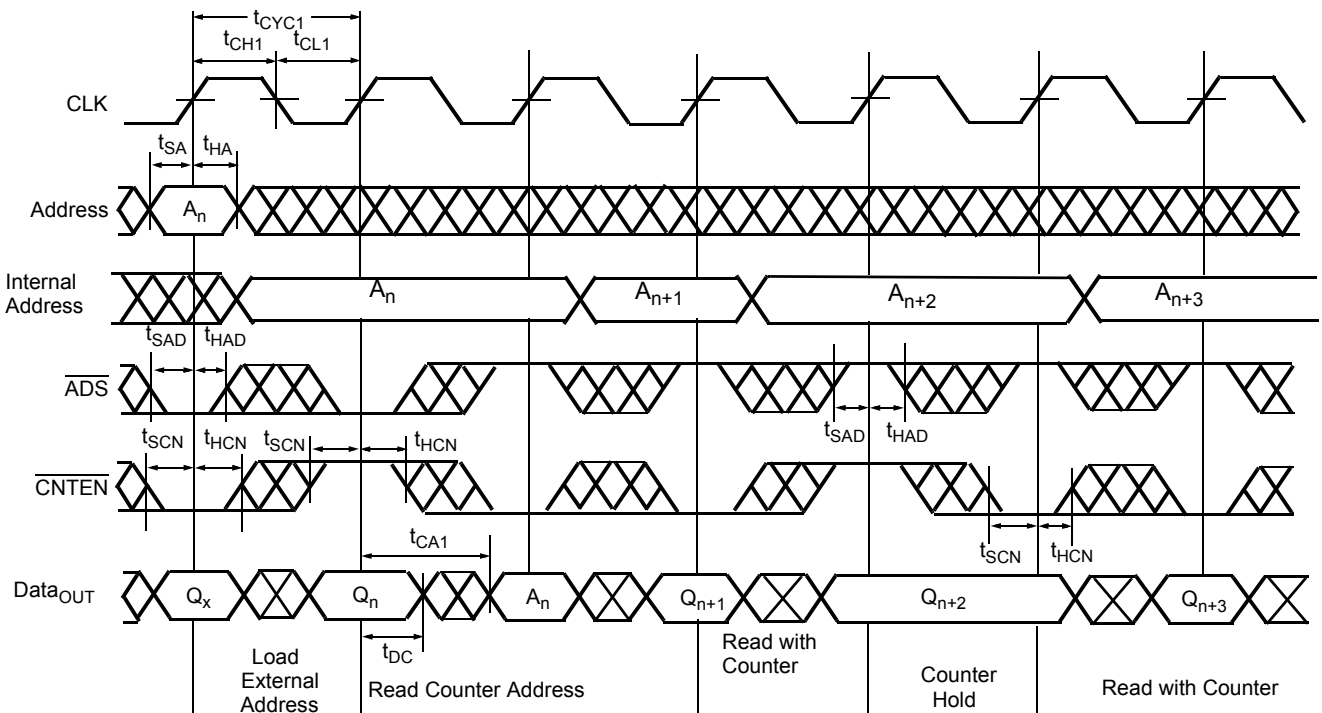 tCYC1
tCH1 tCL1
CLK
tSA tHA
Address An
Internal
Address An An+1 An+2 An+3
tSAD tHAD
ADS
tSAD tHAD
tSCN tHCN tSCN tHCN
CNTEN
tCA1 tSCN tHCN
DataOUT Qx Qn An Qn+1 Qn+2 Qn+3
tDC
Load
External
Address
Read Counter Address
Read with
Counter
Counter
Hold
Read with Counter